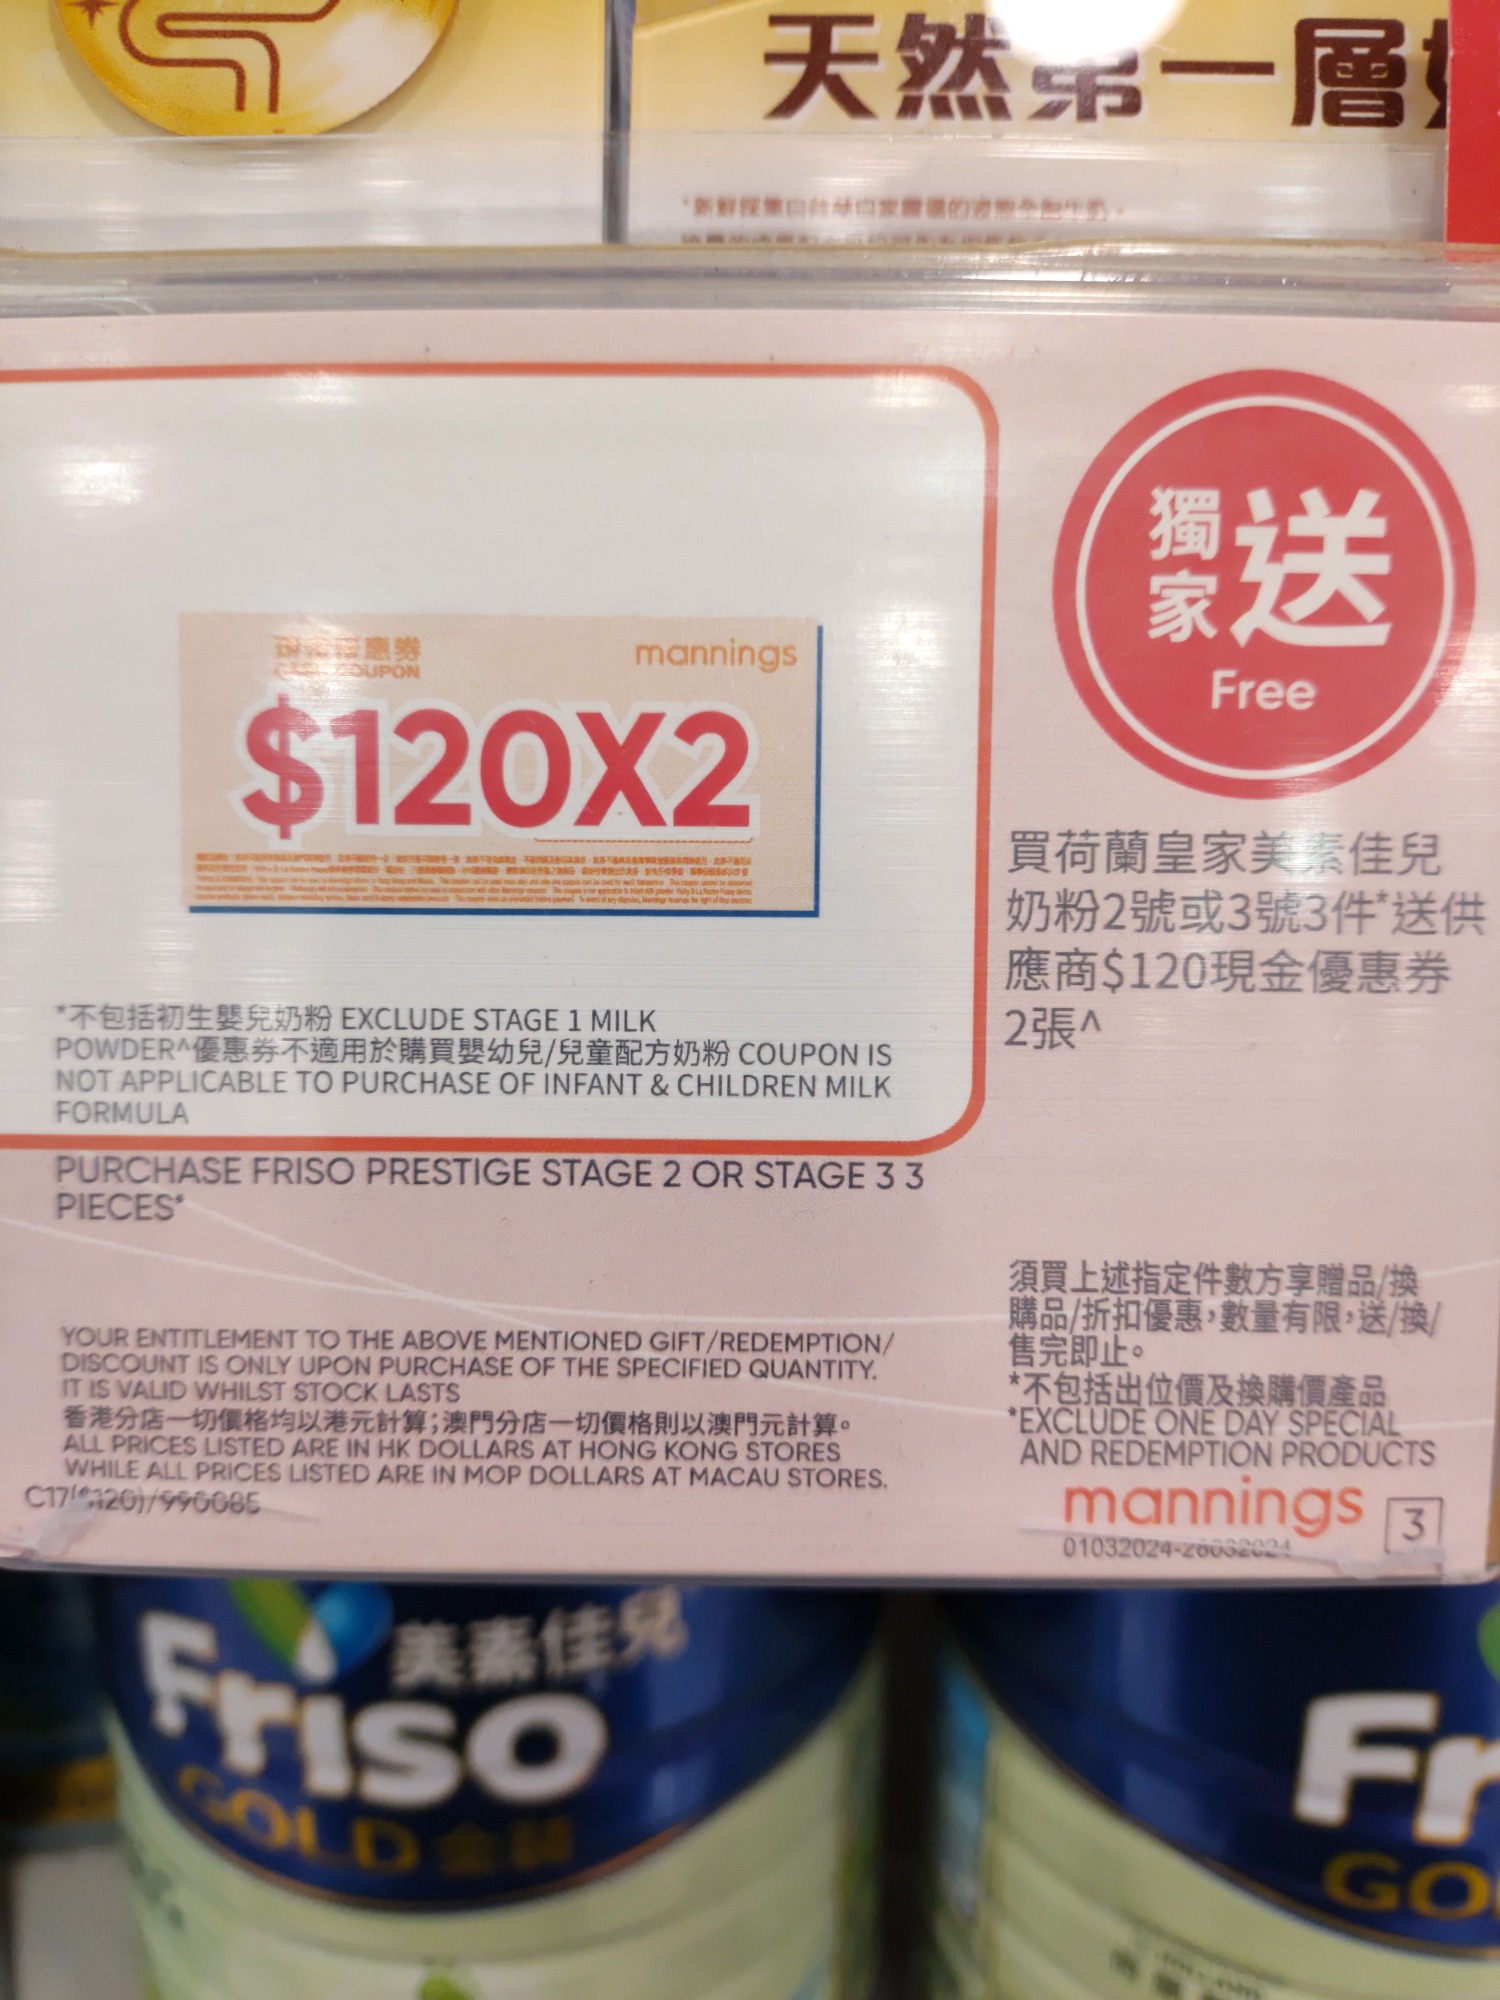 天然第一層
mannings
COUPON
$120X2
獨家
送
Free
買荷蘭皇家美素佳兒
奶粉2號或3號3件*送供
應商$120現金優惠券
2張^
*不包括初生嬰兒奶粉 EXCLUDE STAGE 1 MILK
POWDER^優惠券不適用於購買嬰幼兒/兒童配方奶粉 COUPON IS
NOT APPLICABLE TO PURCHASE OF INFANT & CHILDREN MILK
FORMULA
PURCHASE FRISO PRESTIGE STAGE 2 OR STAGE 3 3
PIECES*
YOUR ENTITLEMENT TO THE ABOVE MENTIONED GIFT/REDEMPTION/
DISCOUNT IS ONLY UPON PURCHASE OF THE SPECIFIED QUANTITY.
IT IS VALID WHILST STOCK LASTS
香港分店一切價格均以港元計算;澳門分店一切價格則以澳門元計算。
ALL PRICES LISTED ARE IN HK DOLLARS AT HONG KONG STORES
WHILE ALL PRICES LISTED ARE IN MOP DOLLARS AT MACAU STORES.
C17($120)/990085
須買上述指定件數方享贈品/換
購品/折扣優惠,數量有限,送/換/
售完即止。
*不包括出位價及換購價產品
*EXCLUDE ONE DAY SPECIAL
AND REDEMPTION PRODUCTS
mannings 3
01032024-28032024
美素佳兒
Friso
GOLD 金裝
Fr
GO